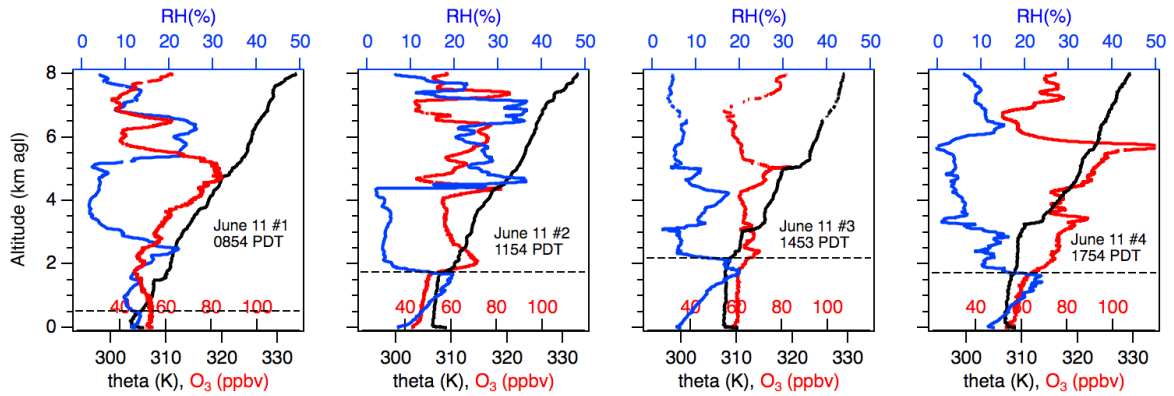 RH(%)
RH(%)
RH(%)
RH(%)
0 10 20 30 40 50
0 10 20 30 40 50
0 10 20 30 40 50
0 10 20 30 40 50
Altitude (km agl)
8
6
4
2
0
June 11 #1
0854 PDT
June 11 #2
1154 PDT
June 11 #3
1453 PDT
June 11 #4
1754 PDT
40 60 80 100
40 60 80 100
40 60 80 100
40 60 80 100
300 310 320 330
300 310 320 330
300 310 320 330
300 310 320 330
theta (K), O₃ (ppbv)
theta (K), O₃ (ppbv)
theta (K), O₃ (ppbv)
theta (K), O₃ (ppbv)